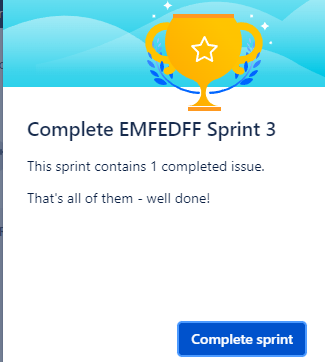 Complete EMFEDFF Sprint 3
This sprint contains 1 completed issue.
That's all of them - well done!
Complete sprint